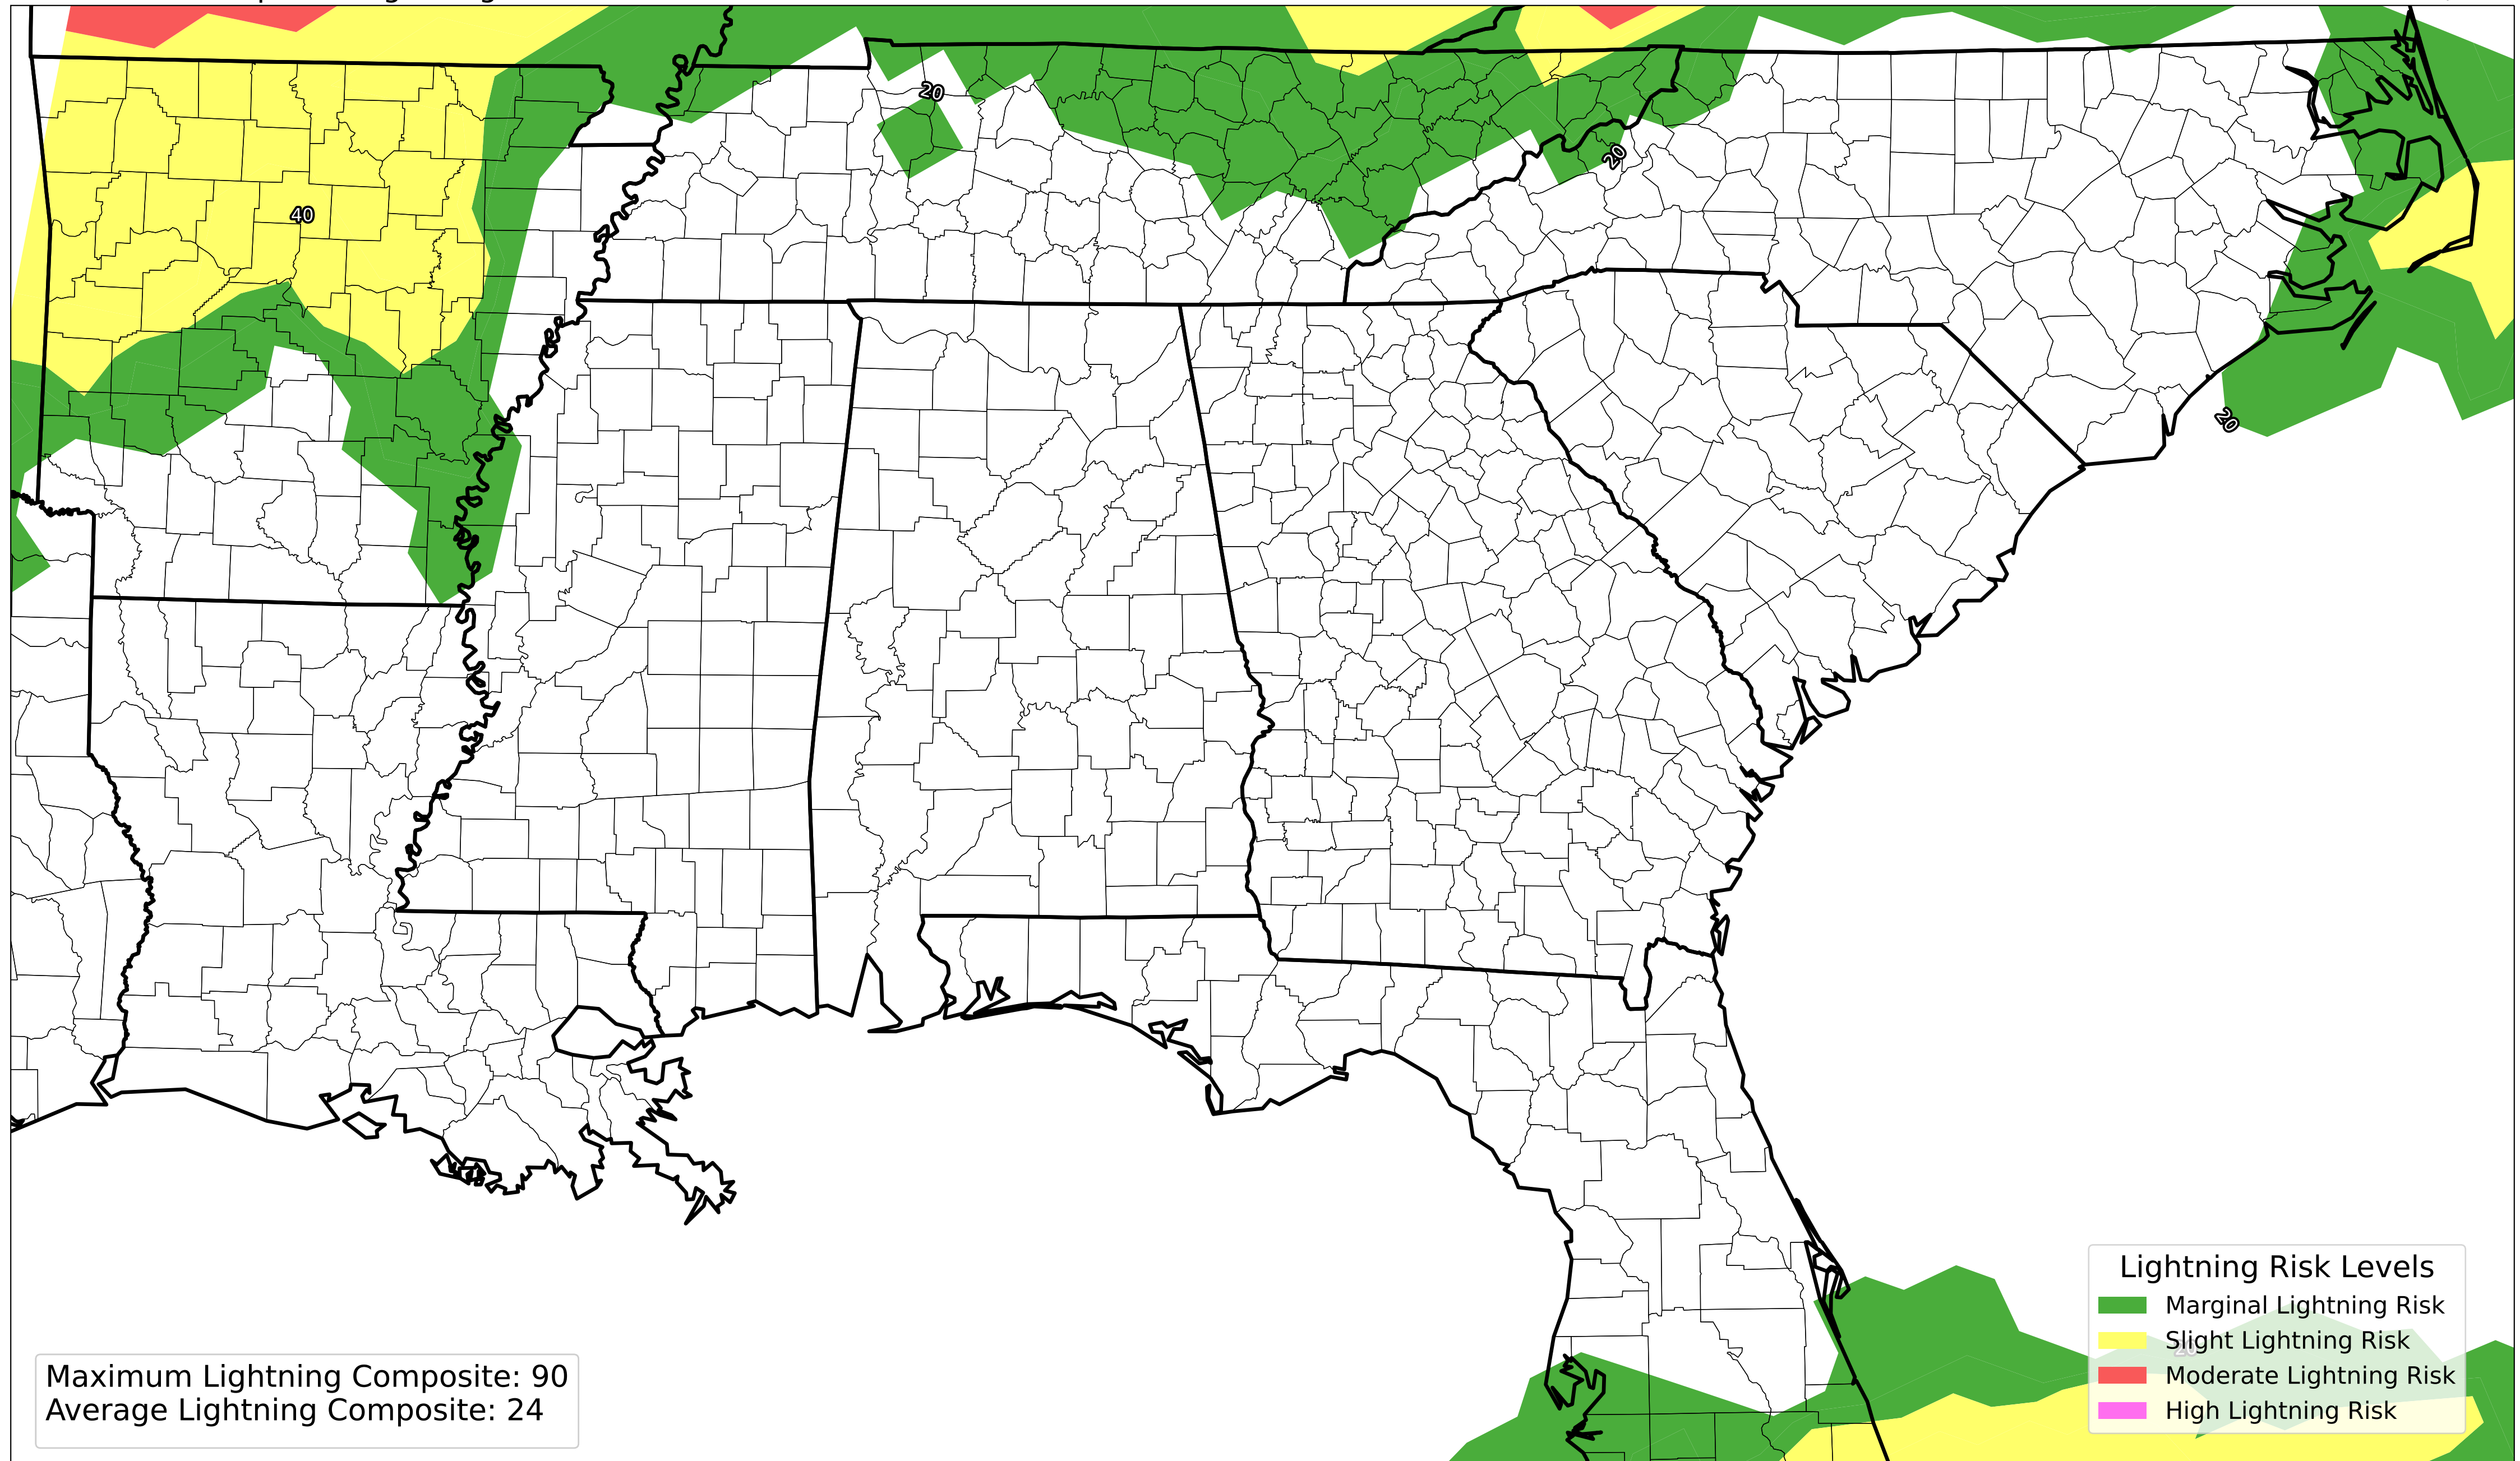 20
40
20
20
Lightning Risk Levels
Marginal Lightning Risk
Slight Lightning Risk
20
Moderate Lightning Risk
High Lightning Risk
Maximum Lightning Composite: 90
Average Lightning Composite: 24